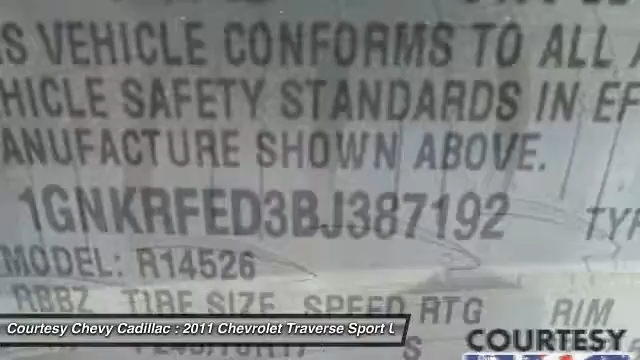 S VEHICLE CONFORMS TO ALL
HICLE SAFETY STANDARDS IN EF
ANUFACTURE SHOWN ABOVE.
1GNKRFED3BJ387192 TYP
MODEL: R14526
RBBZ TIRE SIZE SPEED RTG RIM
S
Courtesy Chevy Cadillac : 2011 Chevrolet Traverse Sport U
COURTESY